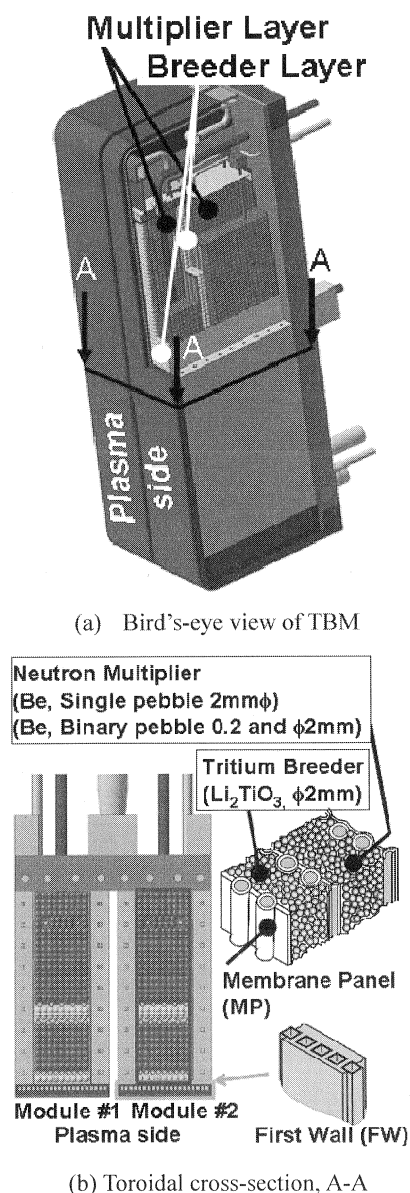 Multiplier Layer
Breeder Layer
A
A
A
Plasma
side
(a) Bird's-eye view of TBM
Neutron Multiplier
(Be, Single pebble 2mmϕ)
(Be, Binary pebble 0.2 and ϕ2mm)
Tritium Breeder
(Li₂TiO₃, ϕ2mm)
Membrane Panel
(MP)
Module #1 Module #2
Plasma side
First Wall (FW)
(b) Toroidal cross-section, A-A